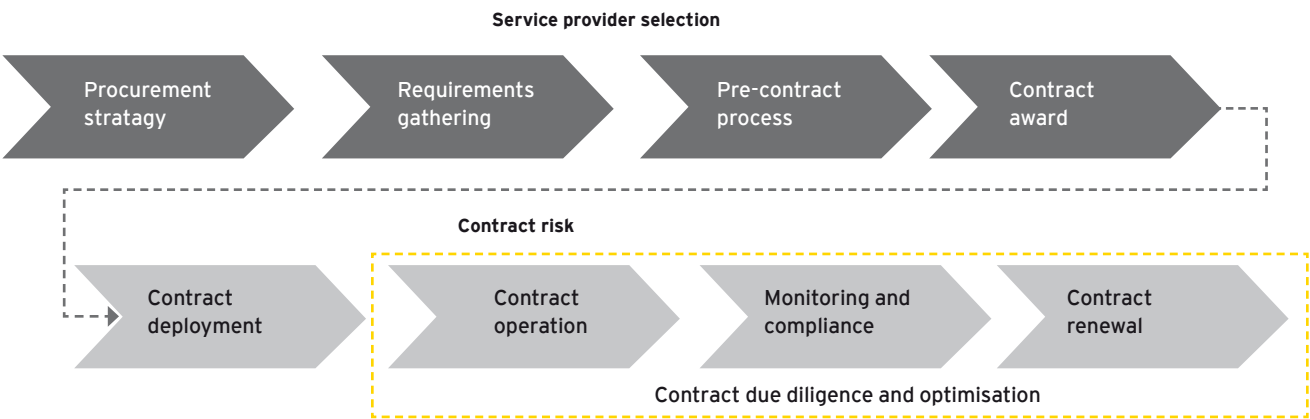 Service provider selection
Procurement
stratagy
Requirements
gathering
Pre-contract
process
Contract
award
Contract risk
Contract
deployment
Contract
operation
Monitoring and
compliance
Contract
renewal
Contract due diligence and optimisation